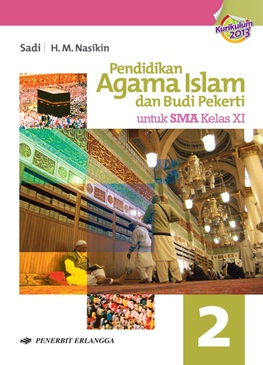 Kurikulum
2013
Sadi | H. M. Nasikin
Pendidikan
Agama Islam
dan Budi Pekerti
untuk SMA Kelas XI
PENERBIT ERLANGGA
2